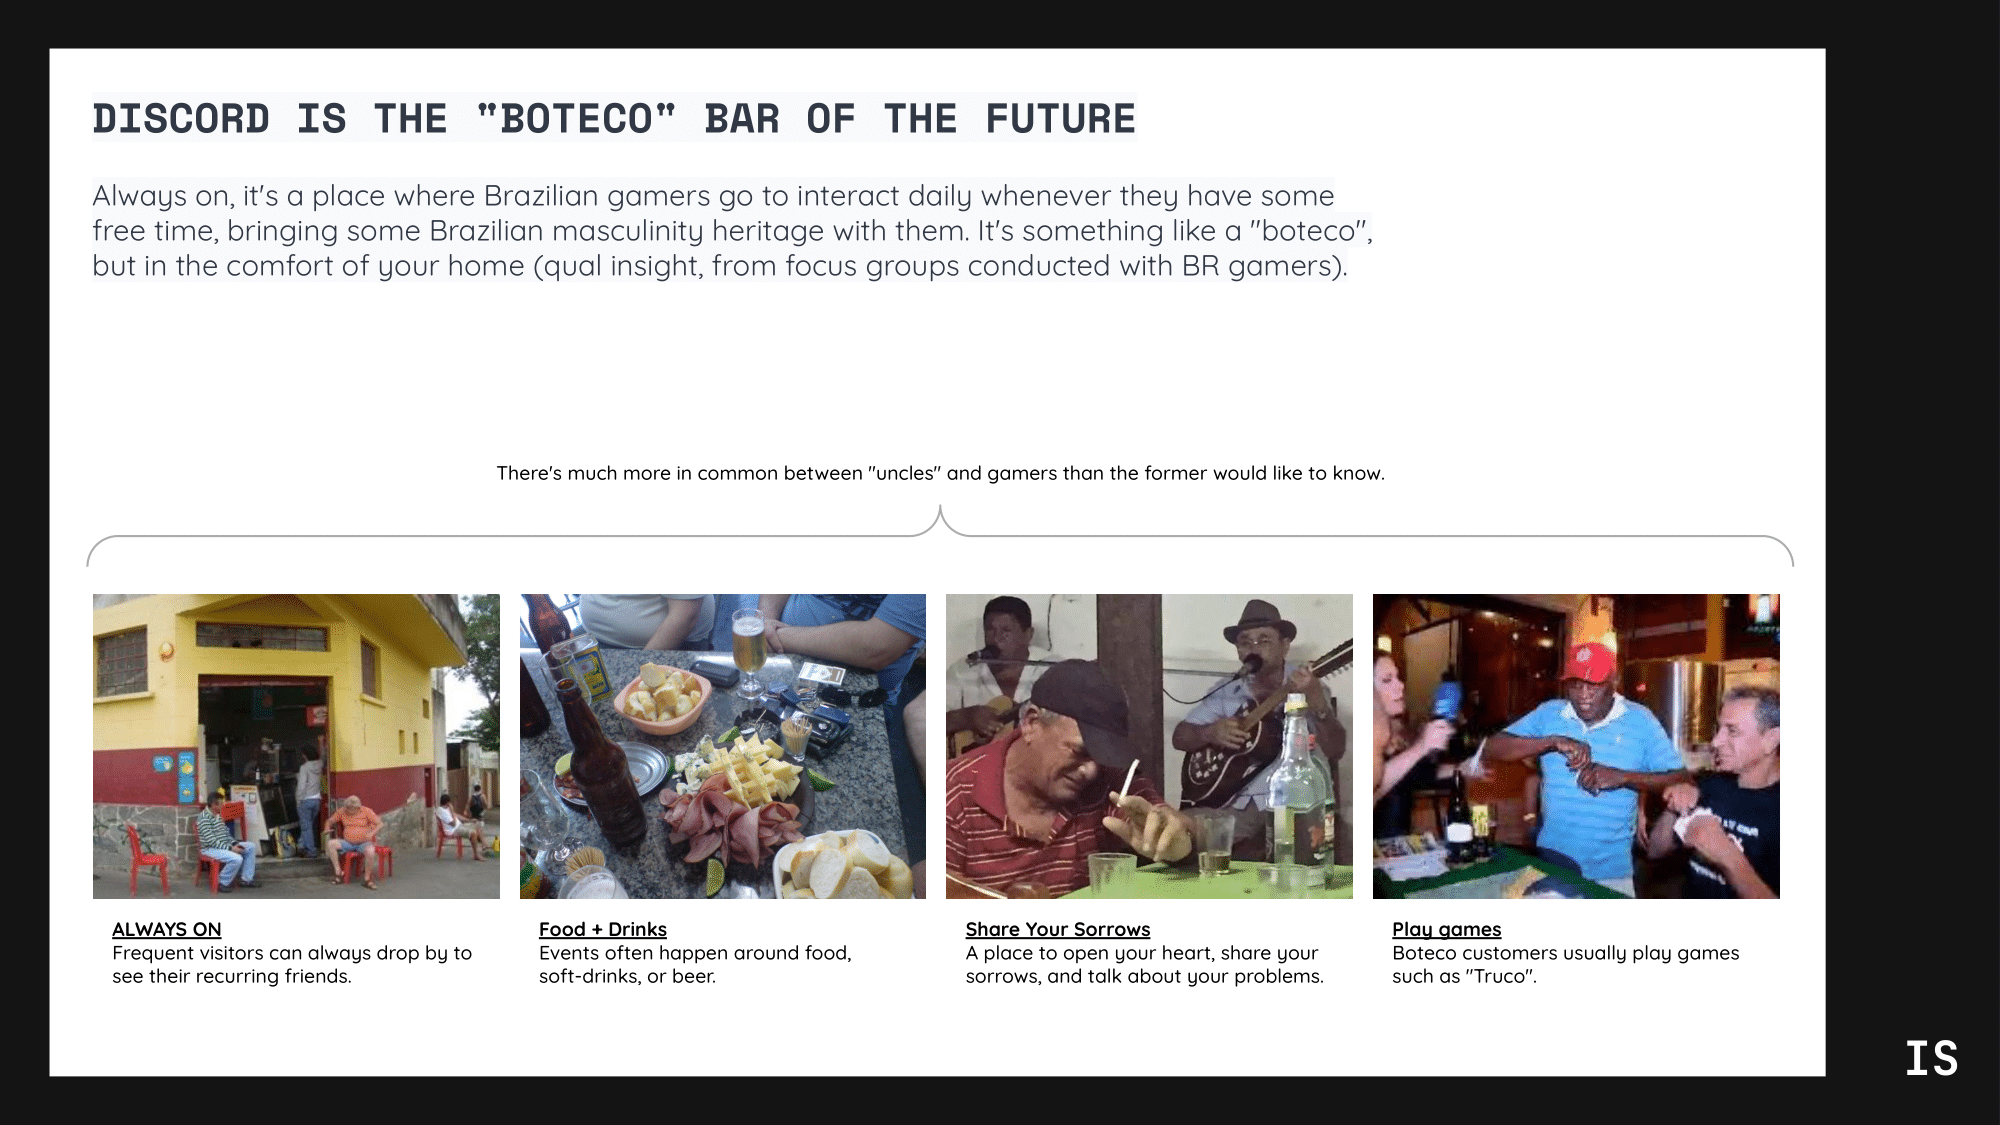 DISCORD IS THE "BOTECO" BAR OF THE FUTURE
Always on, it's a place where Brazilian gamers go to interact daily whenever they have some
free time, bringing some Brazilian masculinity heritage with them. It's something like a "boteco",
but in the comfort of your home (qual insight, from focus groups conducted with BR gamers).
There's much more in common between "uncles" and gamers than the former would like to know.
ALWAYS ON
Frequent visitors can always drop by to
see their recurring friends.
Food + Drinks
Events often happen around food,
soft-drinks, or beer.
Share Your Sorrows
A place to open your heart, share your
sorrows, and talk about your problems.
Play games
Boteco customers usually play games
such as "Truco".
IS